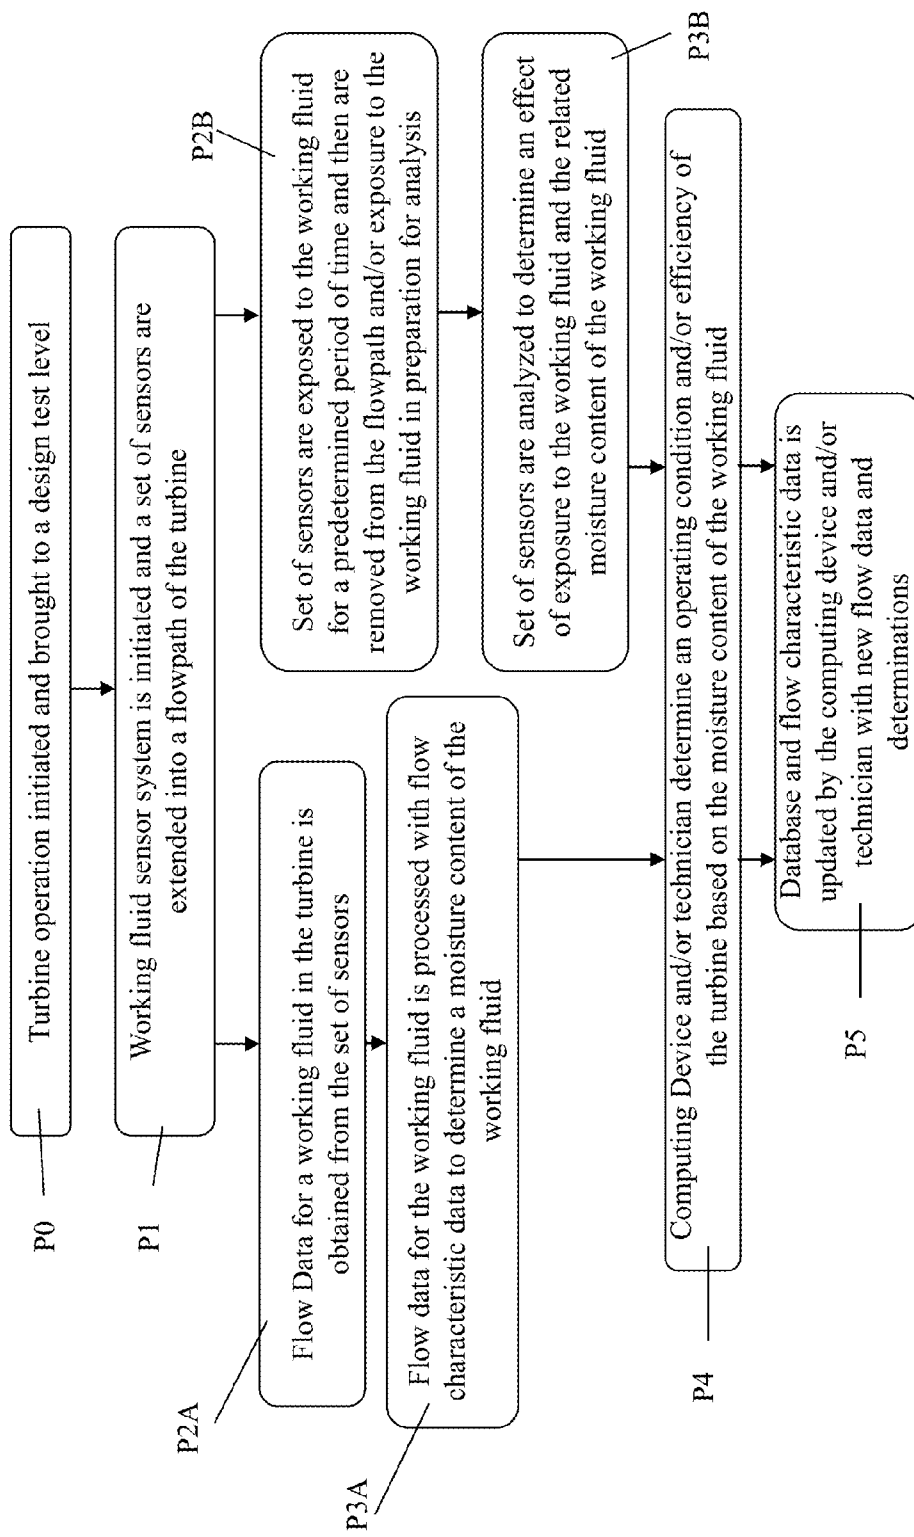 P0
Turbine operation initiated and brought to a design test level
P1
Working fluid sensor system is initiated and a set of sensors are
extended into a flowpath of the turbine
P2A
Flow Data for a working fluid in the turbine is
obtained from the set of sensors
P2B
Set of sensors are exposed to the working fluid
for a predetermined period of time and then are
removed from the flowpath and/or exposure to the
working fluid in preparation for analysis
P3A
Flow data for the working fluid is processed with flow
characteristic data to determine a moisture content of the
working fluid
P3B
Set of sensors are analyzed to determine an effect
of exposure to the working fluid and the related
moisture content of the working fluid
P4
Computing Device and/or technician determine an operating condition and/or efficiency of
the turbine based on the moisture content of the working fluid
P5
Database and flow characteristic data is
updated by the computing device and/or
technician with new flow data and
determinations